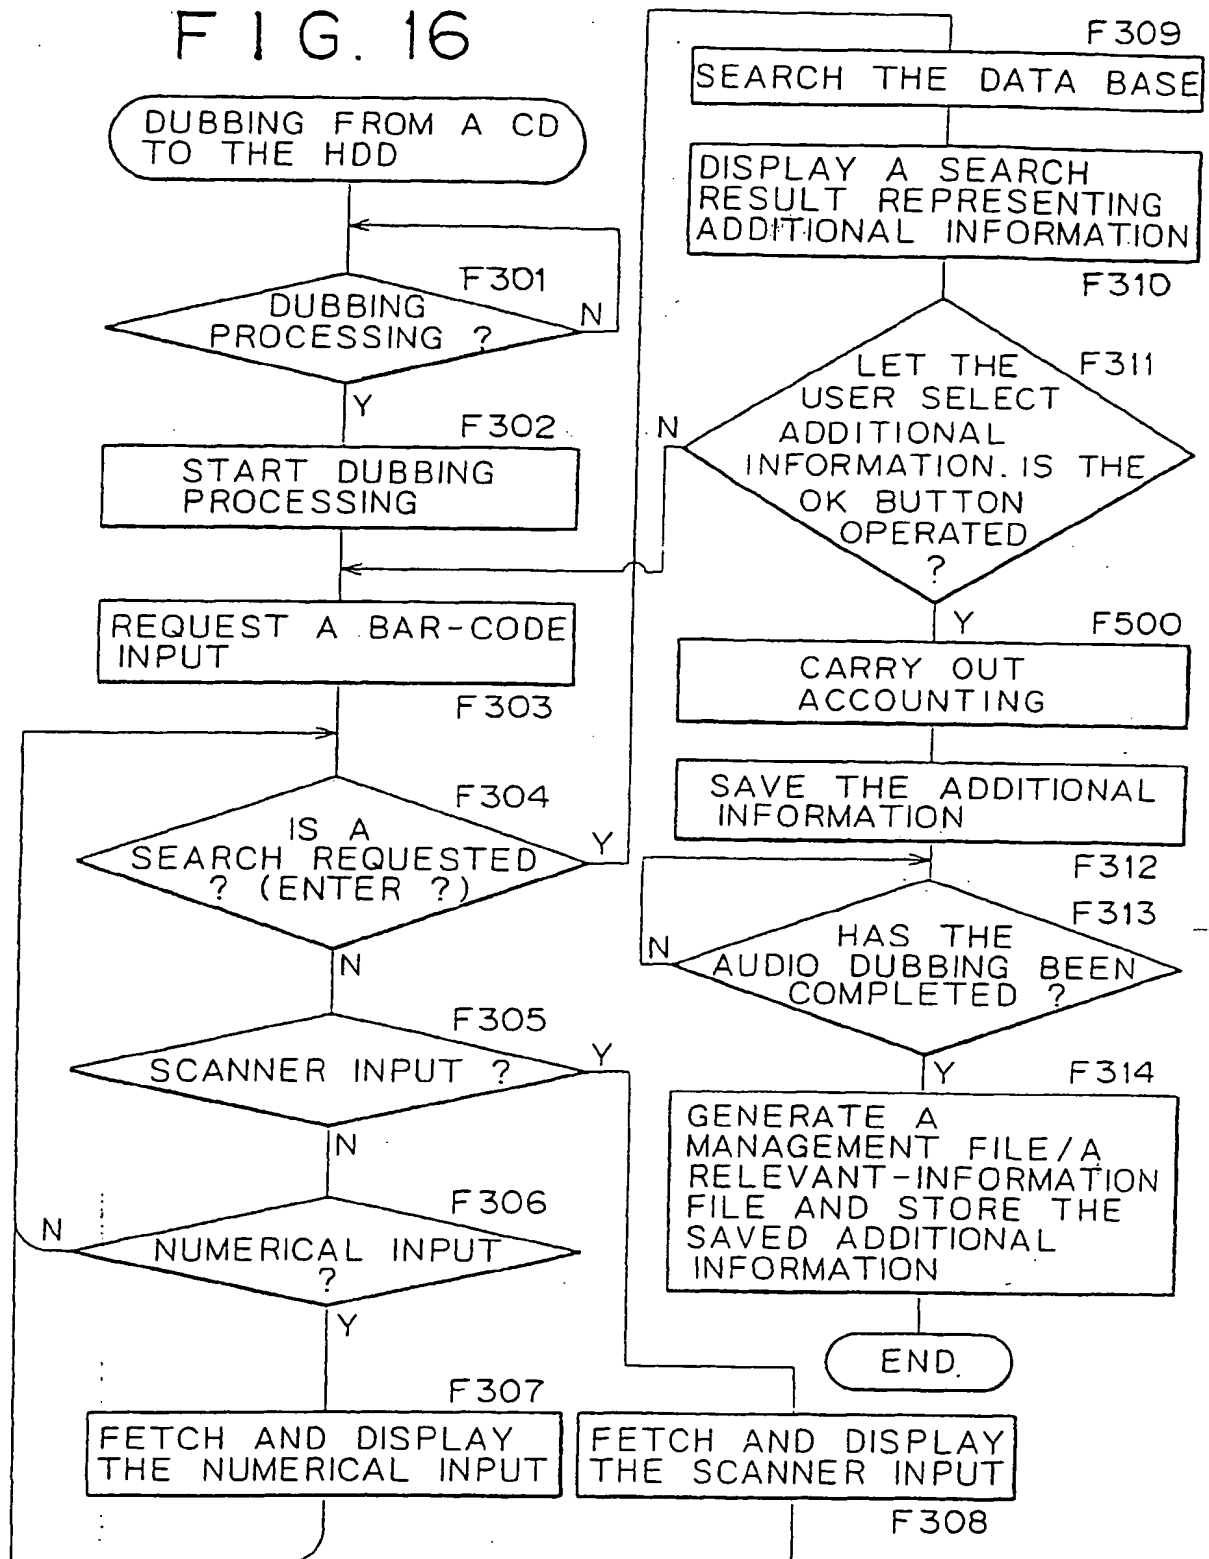 FIG. 16
DUBBING FROM A CD
TO THE HDD
F301
DUBBING
PROCESSING ?
N
Y
F302
START DUBBING
PROCESSING
REQUEST A BAR-CODE
INPUT
F303
F304
IS A
SEARCH REQUESTED
? (ENTER ?)
Y
N
F305
SCANNER INPUT ?
Y
N
F306
NUMERICAL INPUT
?
N
Y
F307
FETCH AND DISPLAY
THE NUMERICAL INPUT
FETCH AND DISPLAY
THE SCANNER INPUT
F308
F309
SEARCH THE DATA BASE
DISPLAY A SEARCH
RESULT REPRESENTING
ADDITIONAL INFORMATION
F310
F311
LET THE
USER SELECT
ADDITIONAL
INFORMATION. IS THE
OK BUTTON
OPERATED
?
N
Y
F500
CARRY OUT
ACCOUNTING
SAVE THE ADDITIONAL
INFORMATION
F312
F313
HAS THE
AUDIO DUBBING BEEN
COMPLETED ?
N
Y
F314
GENERATE A
MANAGEMENT FILE/A
RELEVANT-INFORMATION
FILE AND STORE THE
SAVED ADDITIONAL
INFORMATION
END